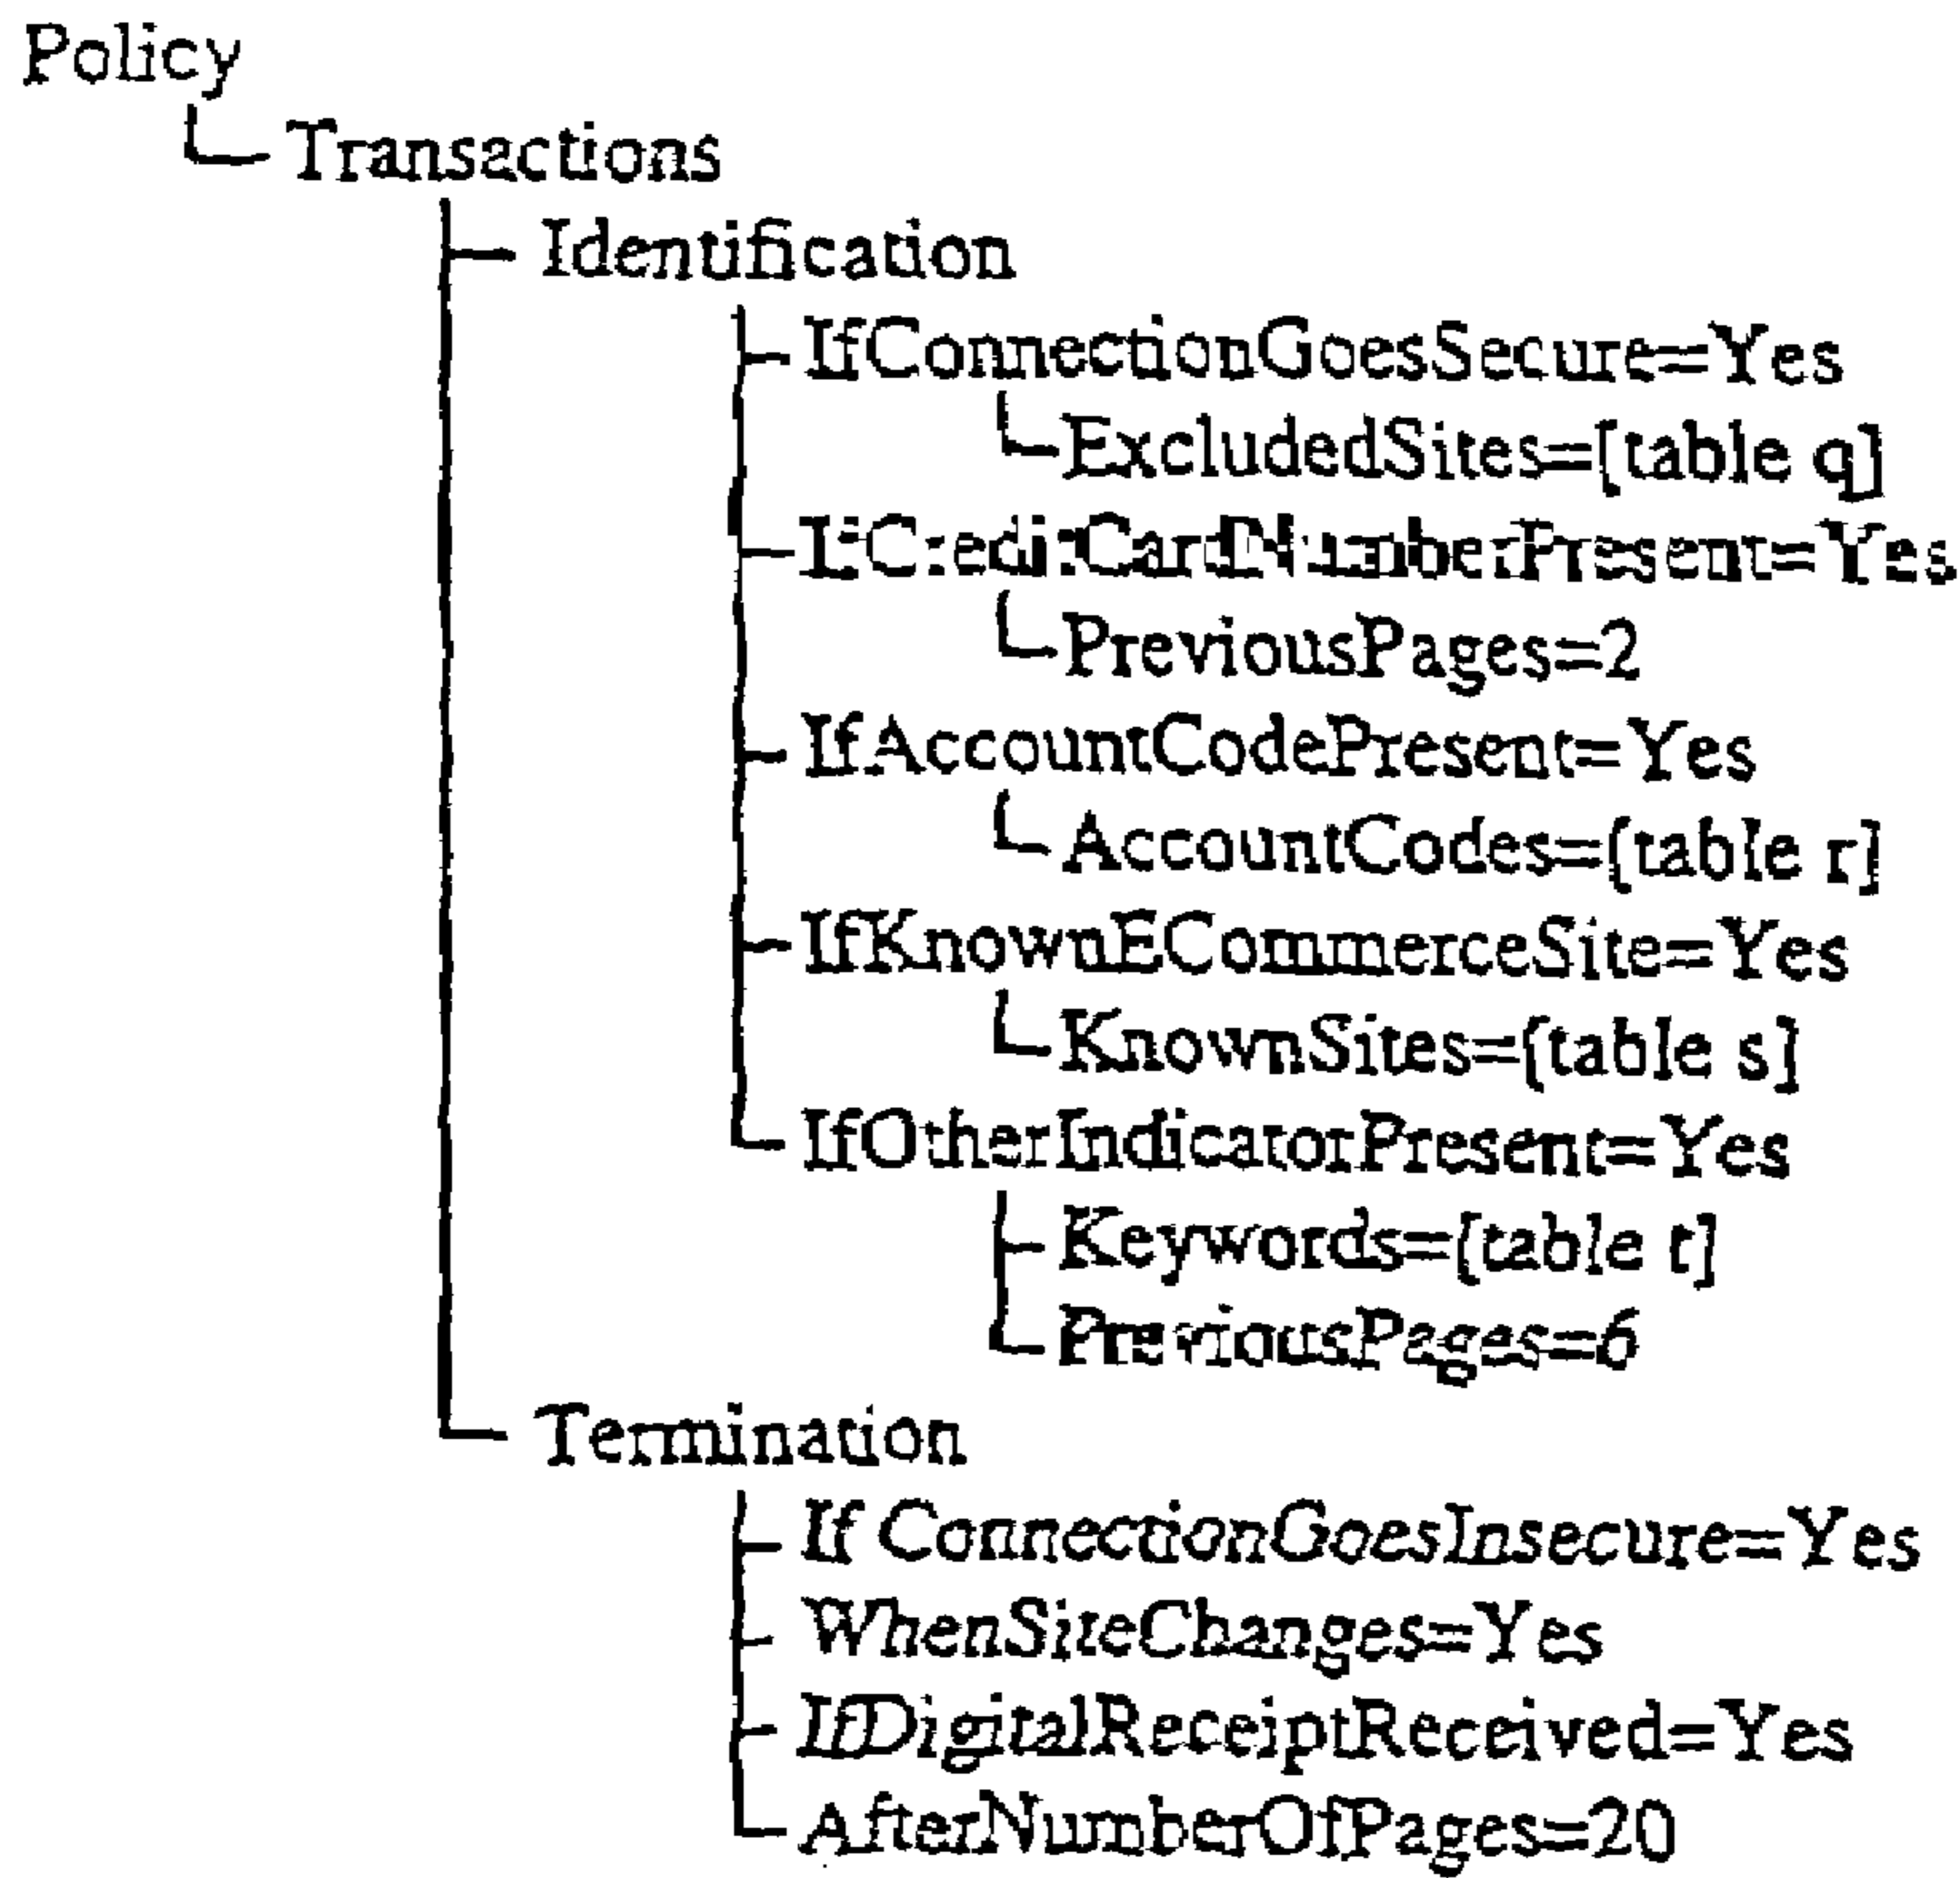 Policy
Transactions
Identification
IfConnectionGoesSecure=Yes
ExcludedSites=[table q]
IfCreditCardNumberPresent=Yes
PreviousPages=2
IfAccountCodePresent=Yes
AccountCodes=[table r]
IfKnownECommerceSite=Yes
KnownSites=[table s]
IfOtherIndicatorPresent=Yes
Keywords=[table t]
PreviousPages=6
Termination
If ConnectionGoesInsecure=Yes
WhenSiteChanges=Yes
IfDigitalReceiptReceived=Yes
AfterNumberOfPages=20